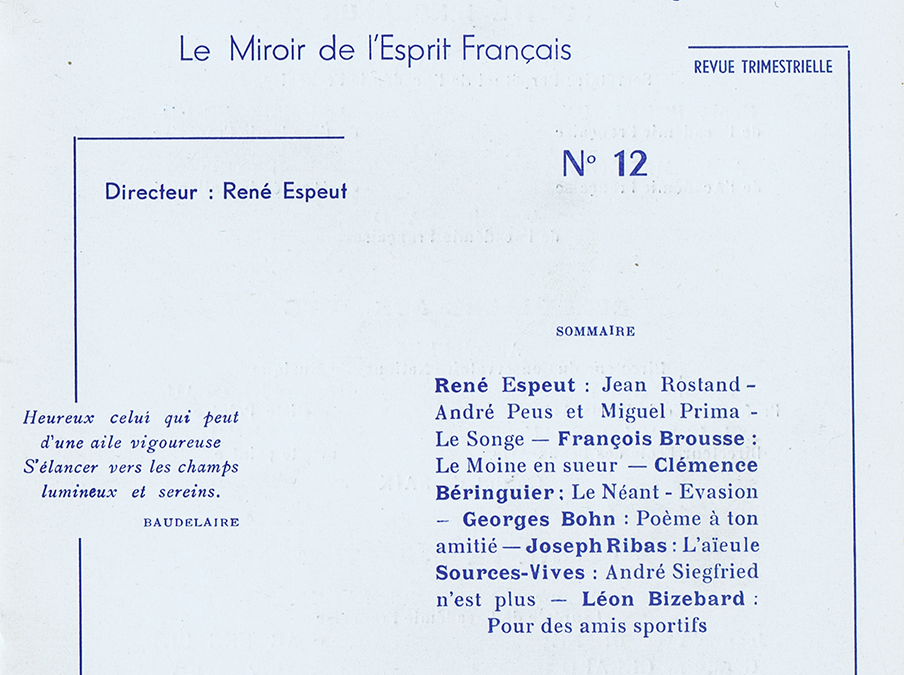 Le Miroir de l'Esprit Français
REVUE TRIMESTRIELLE
N° 12
Directeur : René Espeut
SOMMAIRE
René Espeut : Jean Rostand -
André Peus et Miguel Prima -
Le Songe — François Brousse :
Le Moine en sueur — Clémence
Béringuier : Le Néant - Evasion
— Georges Bohn : Poème à ton
amitié — Joseph Ribas : L'aïeule
Sources-Vives : André Siegfried
n'est plus — Léon Bizebard :
Pour des amis sportifs
Heureux celui qui peut
d'une aile vigoureuse
S'élancer vers les champs
lumineux et sereins.
BAUDELAIRE